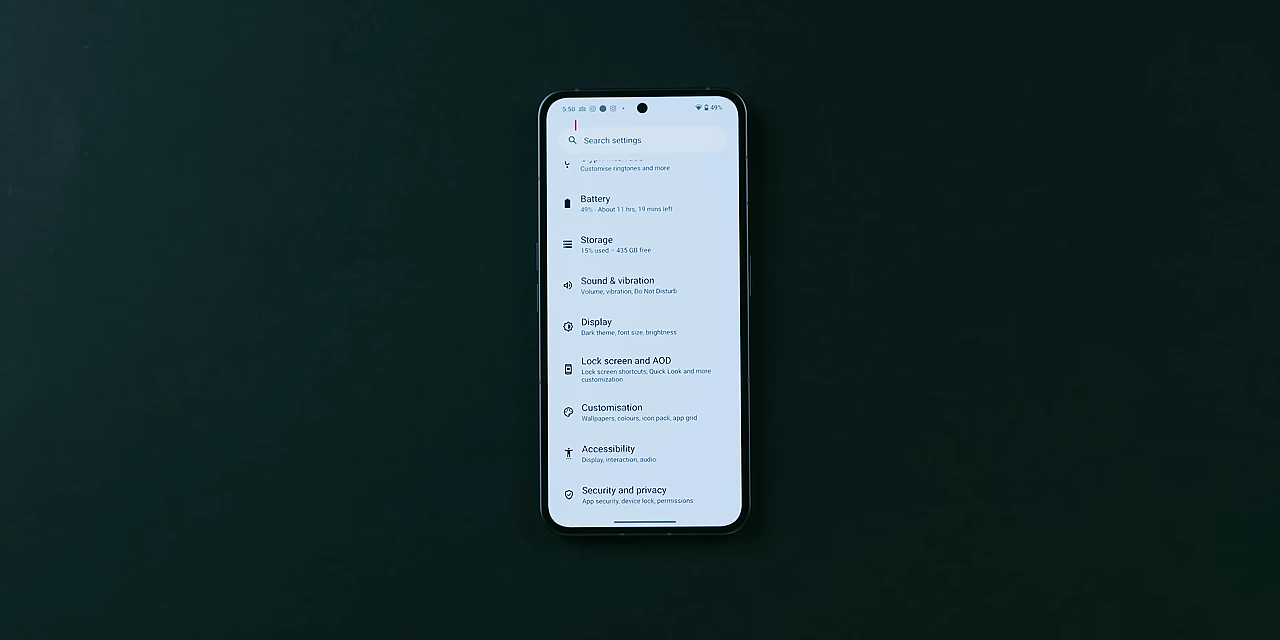 5:50
49%
Search settings
Customise ringtones and more
Battery
49% - About 11 hrs, 19 mins left
Storage
15% used – 435 GB free
Sound & vibration
Volume, vibration, Do Not Disturb
Display
Dark theme, font size, brightness
Lock screen and AOD
Lock screen shortcuts, Quick Look and more
customization
Customisation
Wallpapers, colours, icon pack, app grid
Accessibility
Display, interaction, audio
Security and privacy
App security, device lock, permissions